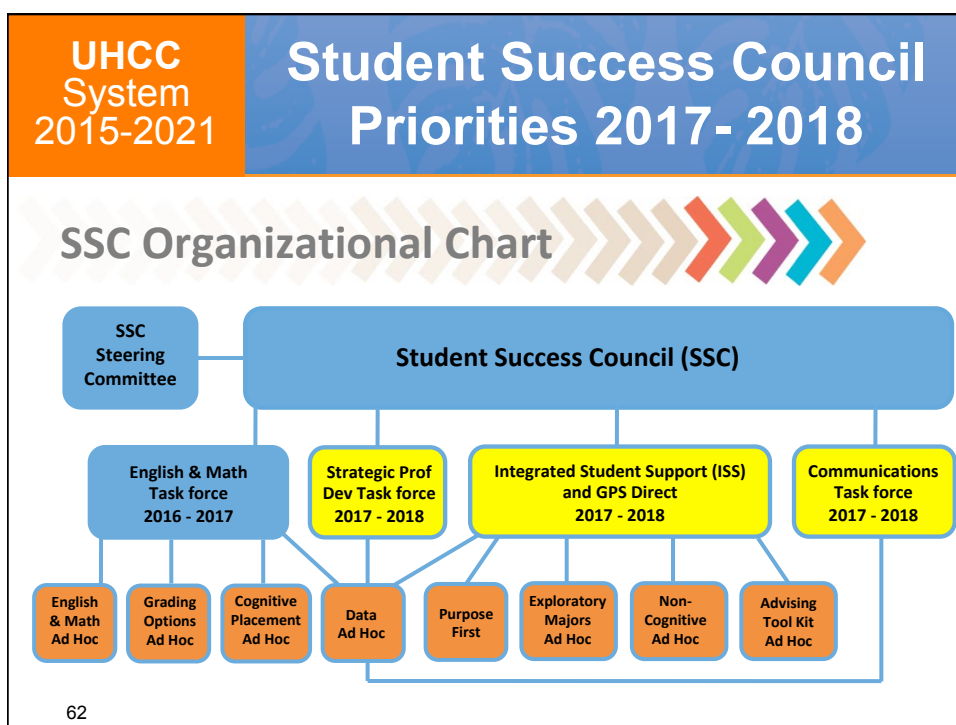 UHCC
System
2015-2021
Student Success Council
Priorities 2017- 2018
SSC Organizational Chart
SSC
Steering
Committee
Student Success Council (SSC)
English & Math
Task force
2016 - 2017
Strategic Prof
Dev Task force
2017 - 2018
Integrated Student Support (ISS)
and GPS Direct
2017 - 2018
Communications
Task force
2017 - 2018
English
& Math
Ad Hoc
Grading
Options
Ad Hoc
Cognitive
Placement
Ad Hoc
Data
Ad Hoc
Purpose
First
Exploratory
Majors
Ad Hoc
Non-
Cognitive
Ad Hoc
Advising
Tool Kit
Ad Hoc
62